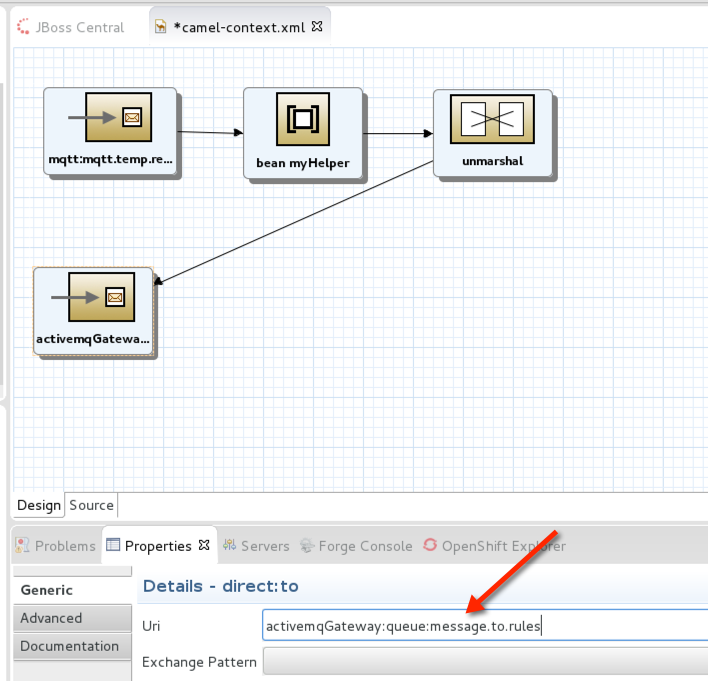 JBoss Central
*camel-context.xml
mqtt:mqtt.temp.re...
bean myHelper
unmarshal
activemqGatewa...
Design Source
Problems Properties Servers Forge Console OpenShift Explorer
Generic
Details - direct:to
Advanced
Uri activemqGateway:queue:message.to.rules
Documentation
Exchange Pattern